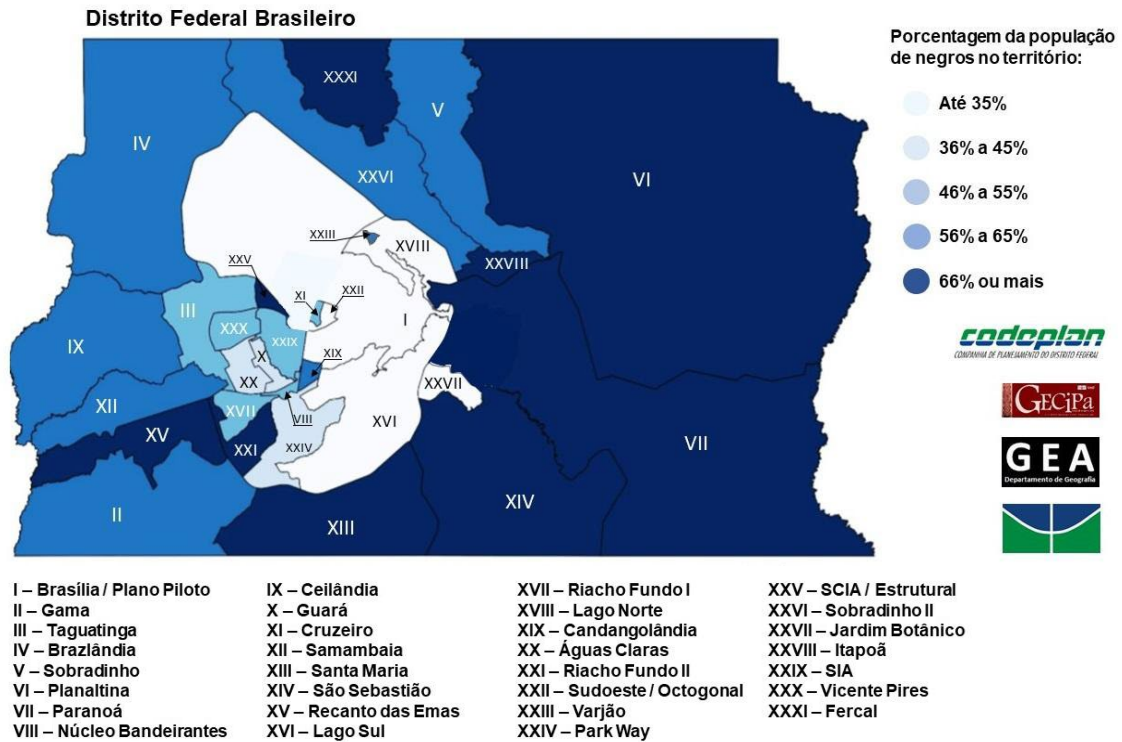 Distrito Federal Brasileiro
Porcentagem da população
de negros no território:
Até 35%
36% a 45%
46% a 55%
56% a 65%
66% ou mais
XXXI
V
IV
XXVI
VI
XXIII
XVIII
XXVIII
XXV
XI
XXII
III
I
XXX
XXIX
IX
X
XIX
XX
XXVII
XII
XVII
VIII
XVI
XV
XXI
XXIV
VII
XIV
II
XIII
codeplan
COMPANHIA DE PLANEJAMENTO DO DISTRITO FEDERAL
GECIPA
GEA
Departamento de Geografia
I – Brasília / Plano Piloto
II – Gama
III – Taguatinga
IV – Brazlândia
V – Sobradinho
VI – Planaltina
VII – Paranoá
VIII – Núcleo Bandeirantes
IX – Ceilândia
X – Guará
XI – Cruzeiro
XII – Samambaia
XIII – Santa Maria
XIV – São Sebastião
XV – Recanto das Emas
XVI – Lago Sul
XVII – Riacho Fundo I
XVIII – Lago Norte
XIX – Candangolândia
XX – Águas Claras
XXI – Riacho Fundo II
XXII – Sudoeste / Octogonal
XXIII – Varjão
XXIV – Park Way
XXV – SCIA / Estrutural
XXVI – Sobradinho II
XXVII – Jardim Botânico
XXVIII – Itapoã
XXIX – SIA
XXX – Vicente Pires
XXXI – Fercal